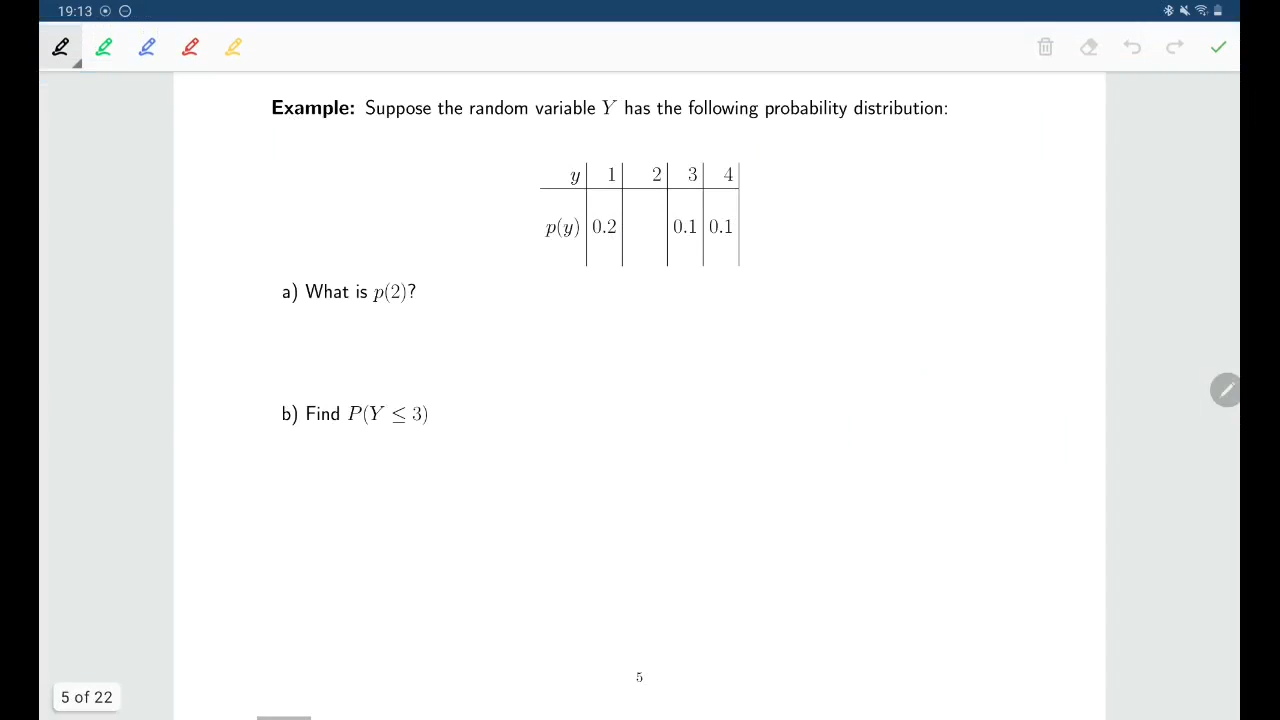 19:13
Example: Suppose the random variable Y has the following probability distribution:
y 1 2 3 4
p(y) 0.2 0.1 0.1
a) What is p(2)?
b) Find P(Y ≤ 3)
5
5 of 22